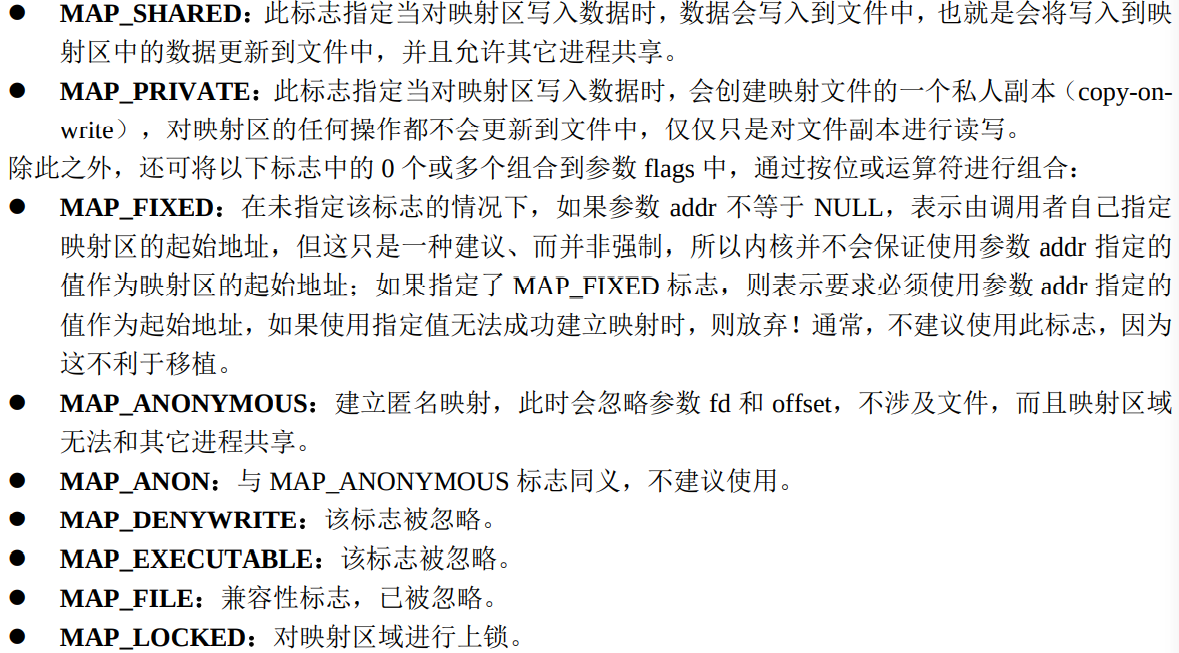 ● MAP_SHARED：此标志指定当对映射区写入数据时，数据会写入到文件中，也就是会将写入到映
射区中的数据更新到文件中，并且允许其它进程共享。
● MAP_PRIVATE：此标志指定当对映射区写入数据时，会创建映射文件的一个私人副本（copy-on-
write），对映射区的任何操作都不会更新到文件中，仅仅只是对文件副本进行读写。
除此之外，还可将以下标志中的 0 个或多个组合到参数 flags 中，通过按位或运算符进行组合：
● MAP_FIXED：在未指定该标志的情况下，如果参数 addr 不等于 NULL，表示由调用者自己指定
映射区的起始地址，但这只是一种建议、而并非强制，所以内核并不会保证使用参数 addr 指定的
值作为映射区的起始地址；如果指定了 MAP_FIXED 标志，则表示要求必须使用参数 addr 指定的
值作为起始地址，如果使用指定值无法成功建立映射时，则放弃！通常，不建议使用此标志，因为
这不利于移植。
● MAP_ANONYMOUS：建立匿名映射，此时会忽略参数 fd 和 offset，不涉及文件，而且映射区域
无法和其它进程共享。
● MAP_ANON：与 MAP_ANONYMOUS 标志同义，不建议使用。
● MAP_DENYWRITE：该标志被忽略。
● MAP_EXECUTABLE：该标志被忽略。
● MAP_FILE：兼容性标志，已被忽略。
● MAP_LOCKED：对映射区域进行上锁。